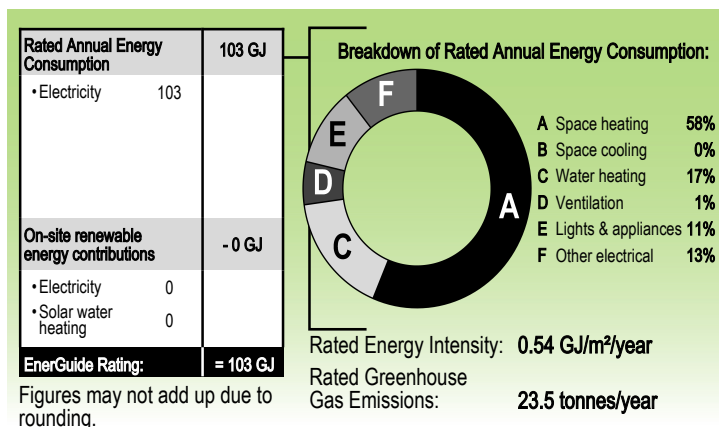 Rated Annual Energy
Consumption
103 GJ
•Electricity 103
On-site renewable
energy contributions
- 0 GJ
•Electricity 0
•Solar water
heating 0
EnerGuide Rating: = 103 GJ
Figures may not add up due to
rounding.
Breakdown of Rated Annual Energy Consumption:
F
E
D
C
A
A Space heating 58%
B Space cooling 0%
C Water heating 17%
D Ventilation 1%
E Lights & appliances 11%
F Other electrical 13%
Rated Energy Intensity: 0.54 GJ/m²/year
Rated Greenhouse
Gas Emissions: 23.5 tonnes/year